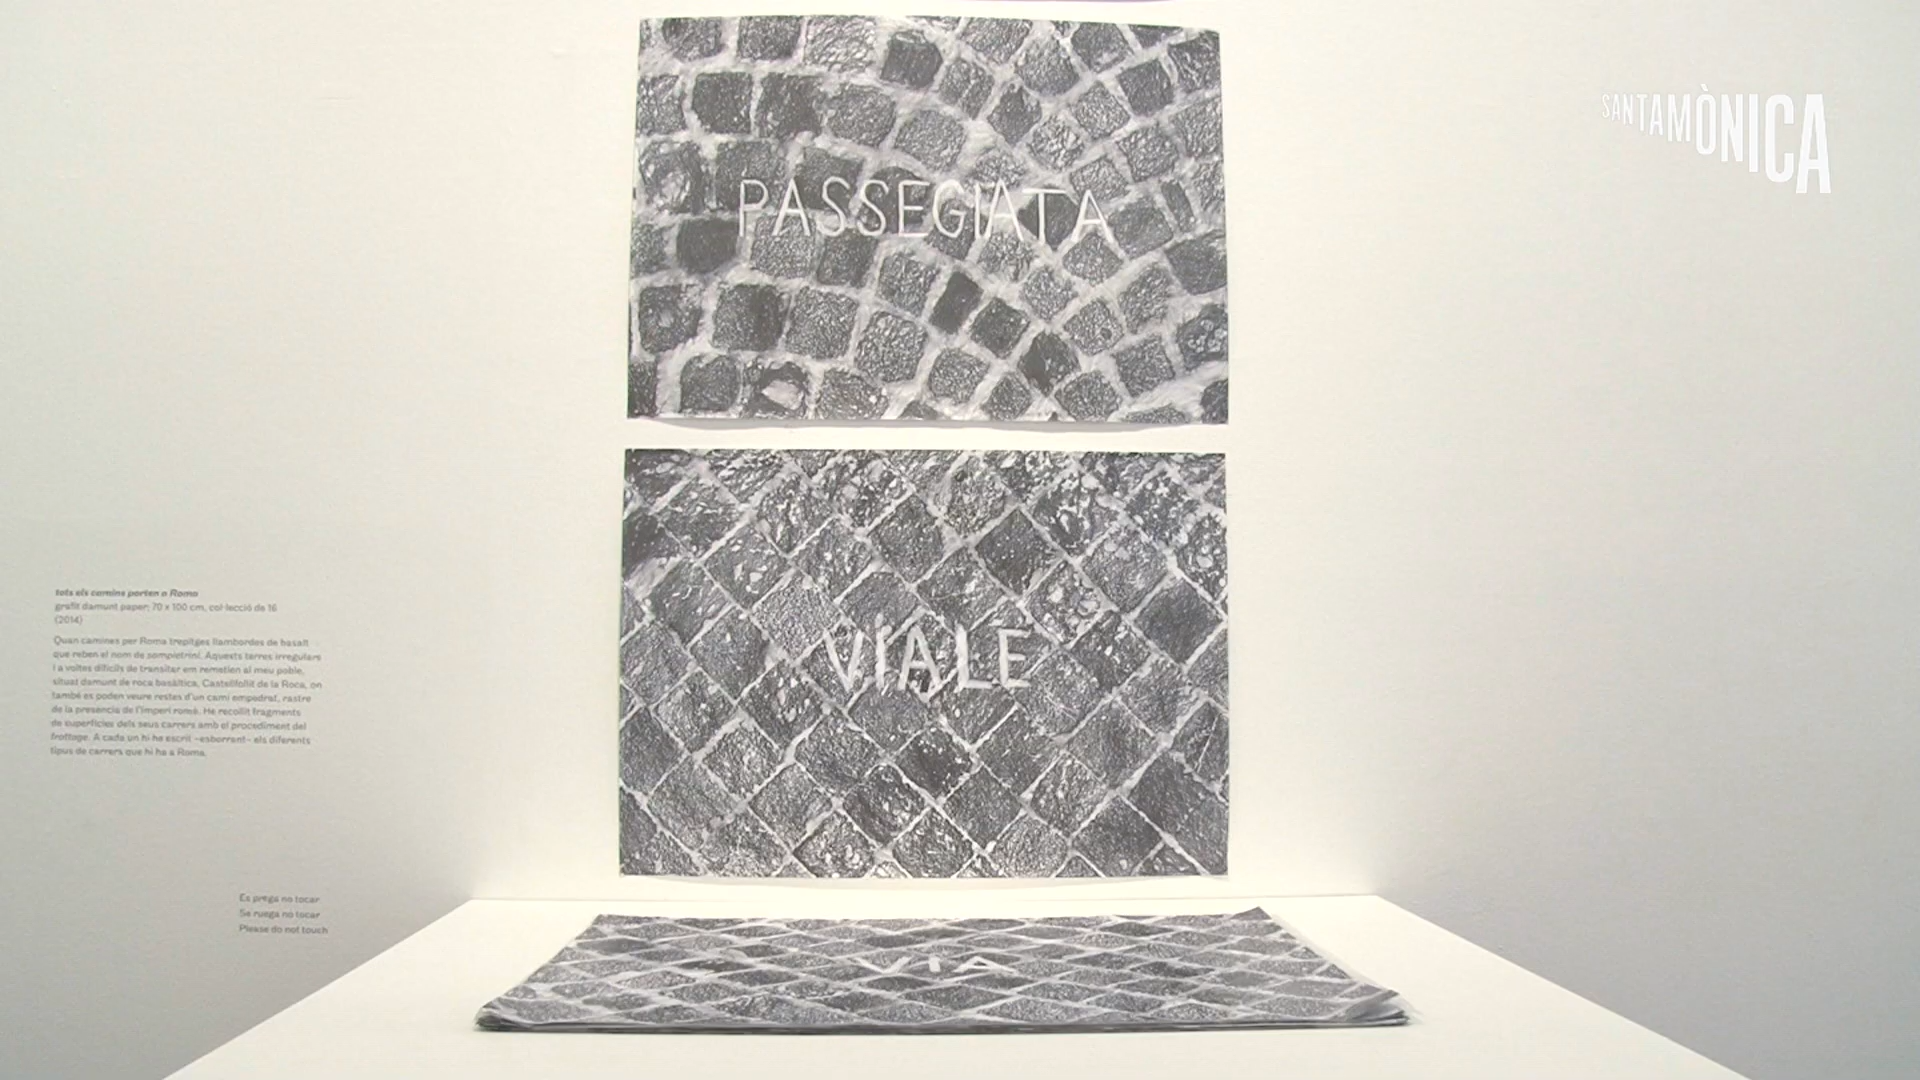 SANTAMÒNICA
PASSEGIATA
VIALE
VIA
tots els camins porten a Roma
grafit damunt paper; 70 x 100 cm, col·lecció de 16
(2014)
Quan camines per Roma trepitges llambordes de basalt
que reben el nom de sampietrini. Aquests terres irregulars
i a voltes difícils de transitar em remeten al meu poble,
situat damunt de roca basàltica, Castellfollit de la Roca, on
també es poden veure restes d'un camí empedrat, rastre
de la presència de l'Imperi romà. He recollit fragments
de superfícies dels seus carrers amb el procediment del
frottage. A cada un hi he escrit –esborrant– els diferents
tipus de carrers que hi ha a Roma.
Es prega no tocar
Se ruega no tocar
Please do not touch